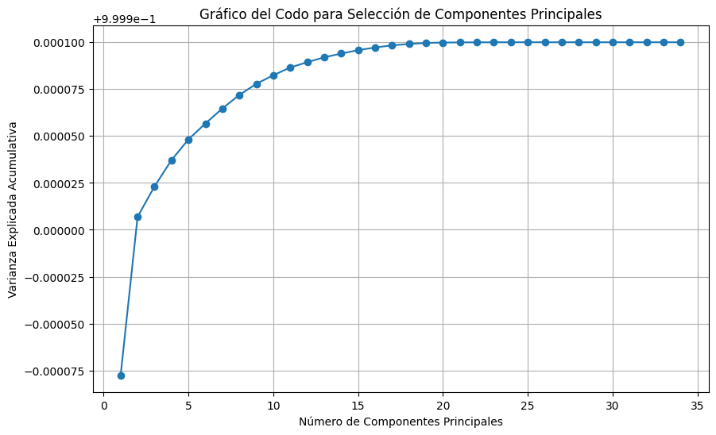 Gráfico del Codo para Selección de Componentes Principales
+9.999e−1
0.000100
0.000075
0.000050
0.000025
0.000000
−0.000025
−0.000050
−0.000075
Varianza Explicada Acumulativa
0 5 10 15 20 25 30 35
Número de Componentes Principales